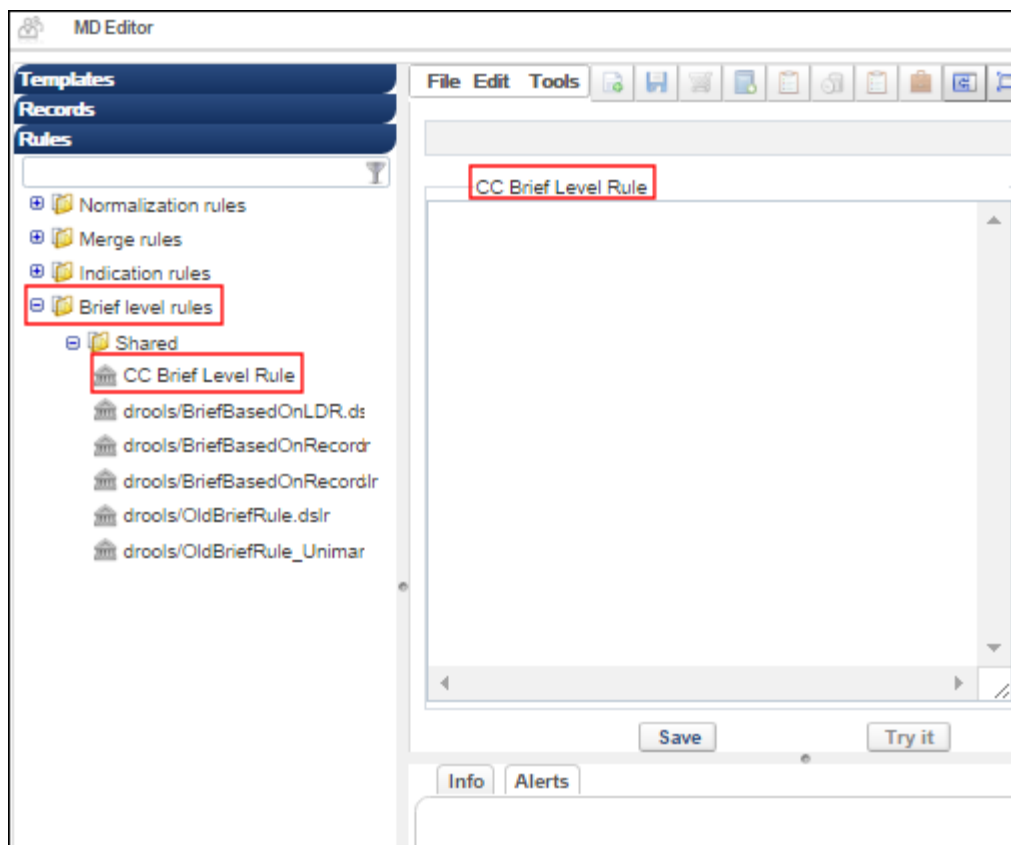 MD Editor
Templates
Records
Rules
Normalization rules
Merge rules
Indication rules
Brief level rules
Shared
CC Brief Level Rule
drools/BriefBasedOnLDR.ds
drools/BriefBasedOnRecord
drools/BriefBasedOnRecord
drools/OldBriefRule.dslr
drools/OldBriefRule_Unimar
File Edit Tools
CC Brief Level Rule
Save Try it
Info Alerts